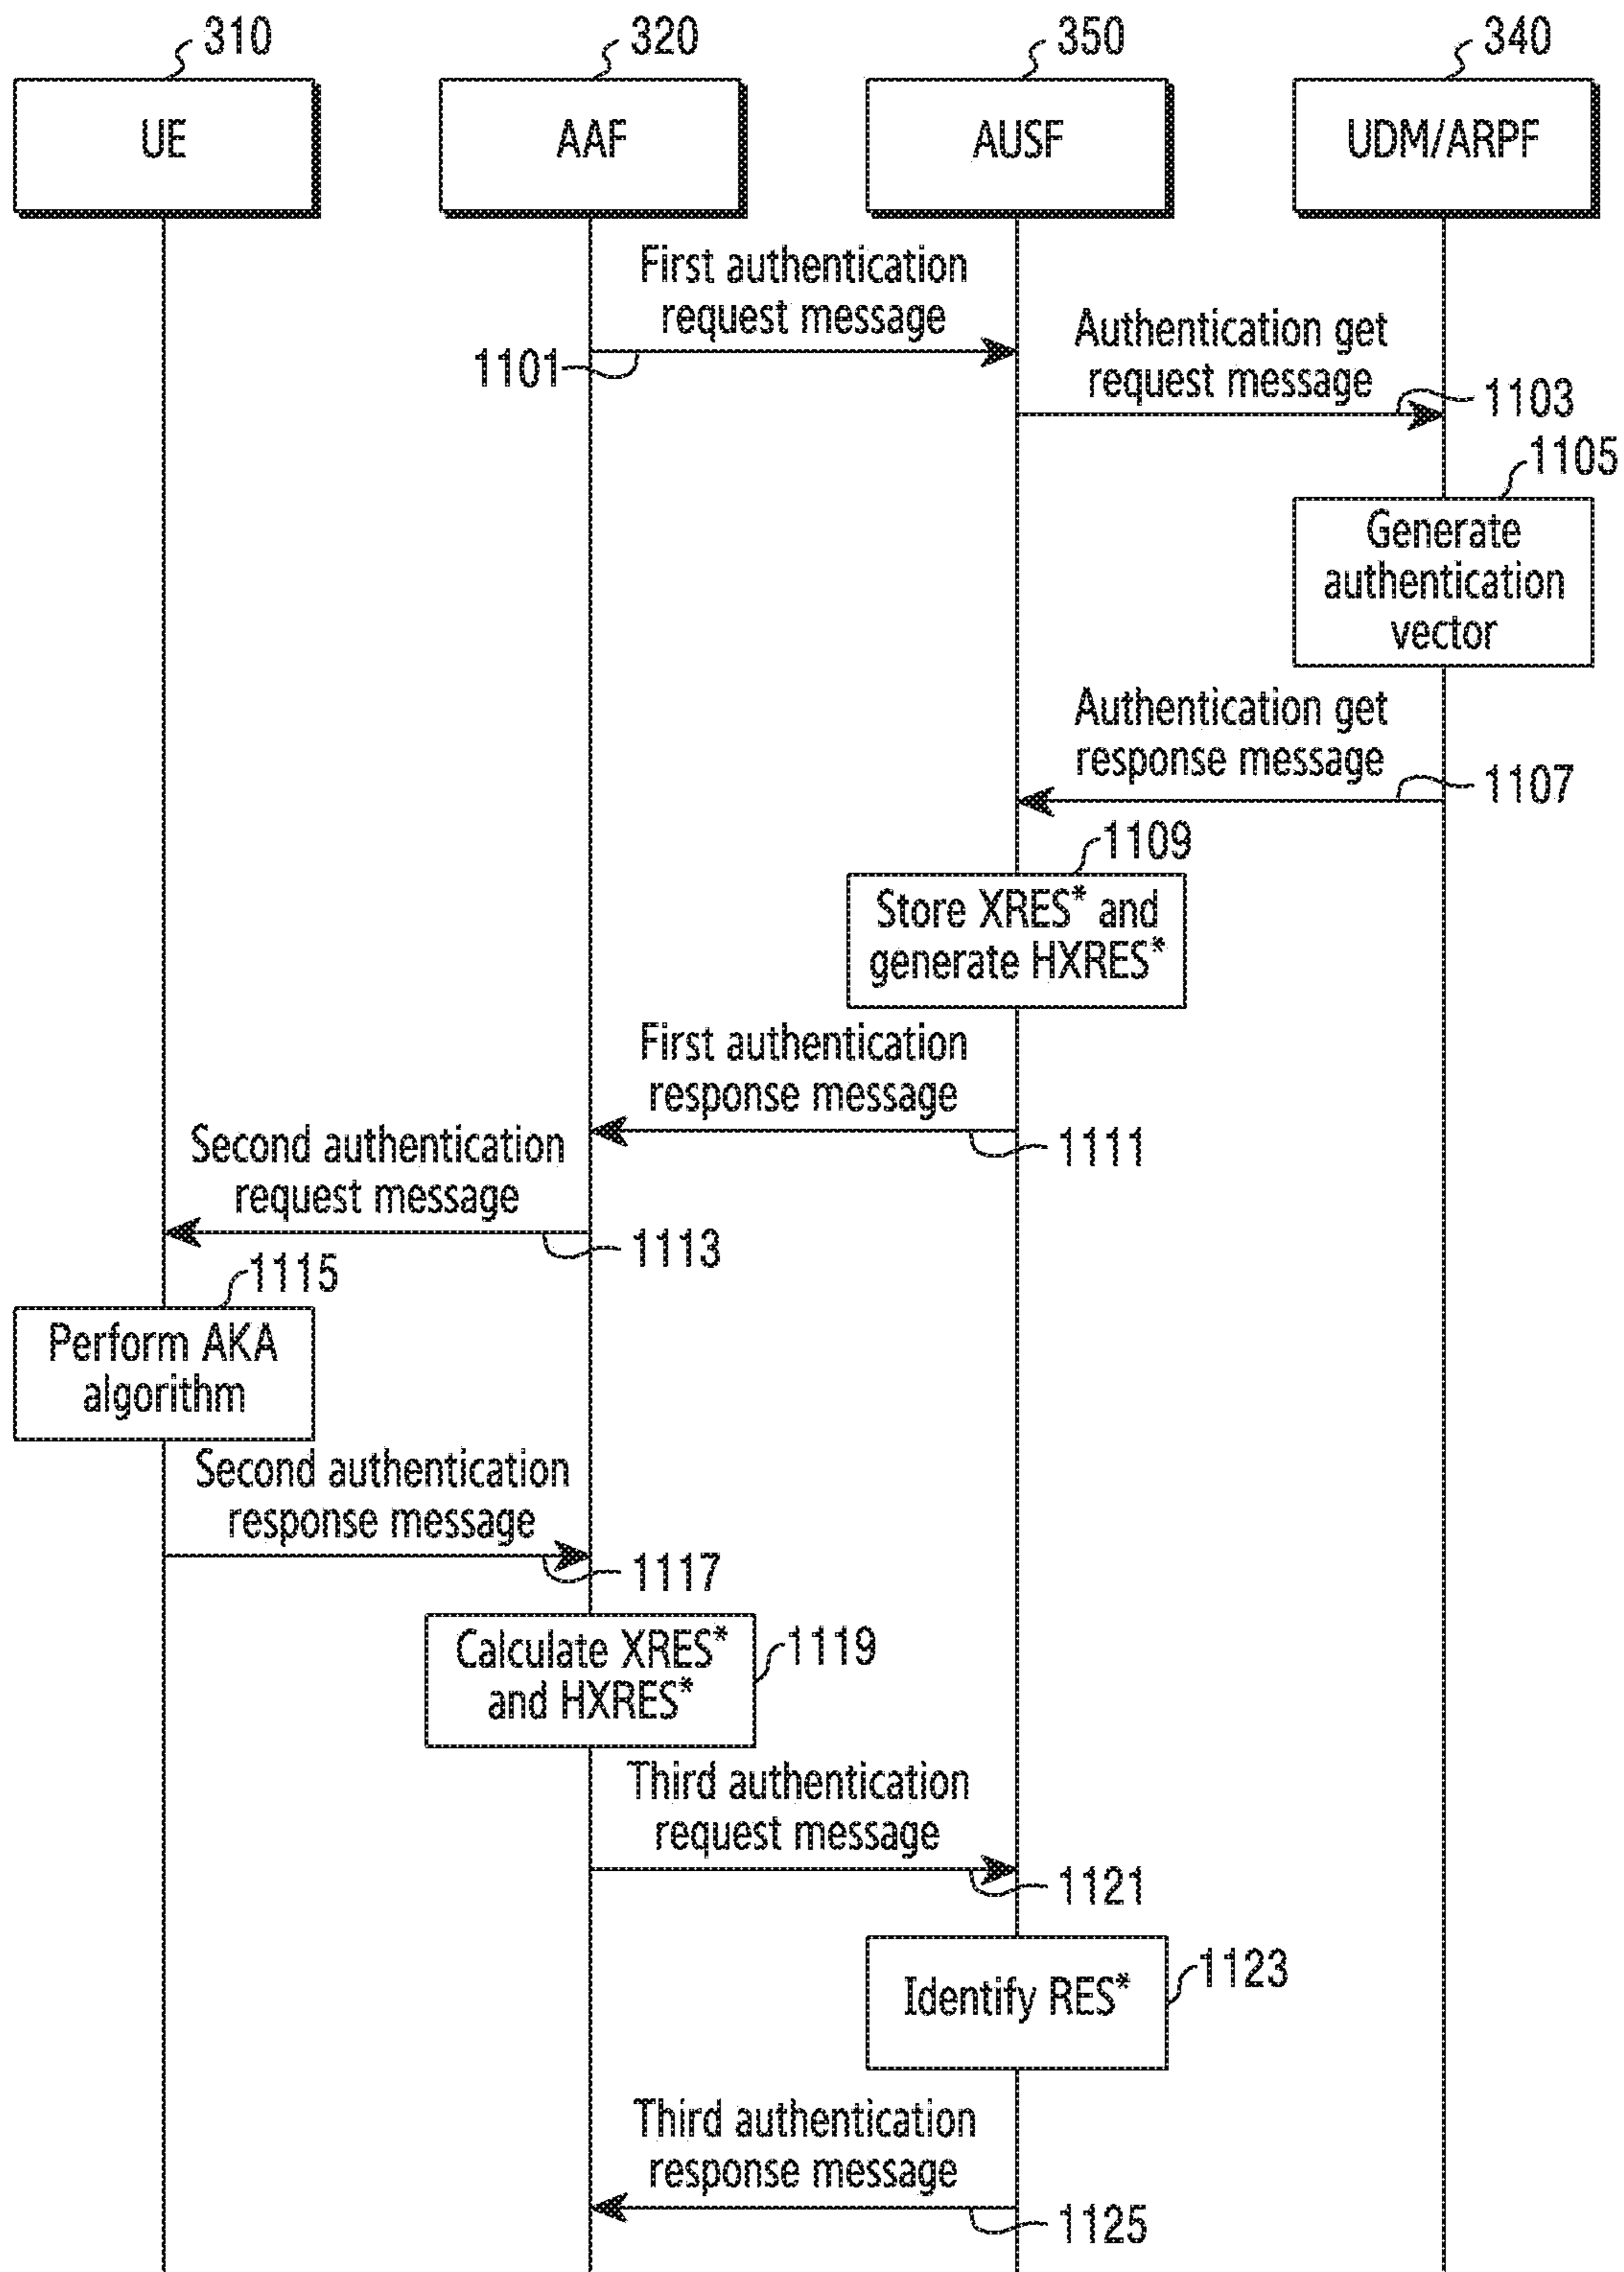 310
320
350
340
UE
AAF
AUSF
UDM/ARPF
First authentication
request message
1101
Authentication get
request message
1103
1105
Generate
authentication
vector
Authentication get
response message
1107
1109
Store XRES* and
generate HXRES*
First authentication
response message
1111
Second authentication
request message
1113
1115
Perform AKA
algorithm
Second authentication
response message
1117
Calculate XRES*
and HXRES*
1119
Third authentication
request message
1121
Identify RES*
1123
Third authentication
response message
1125